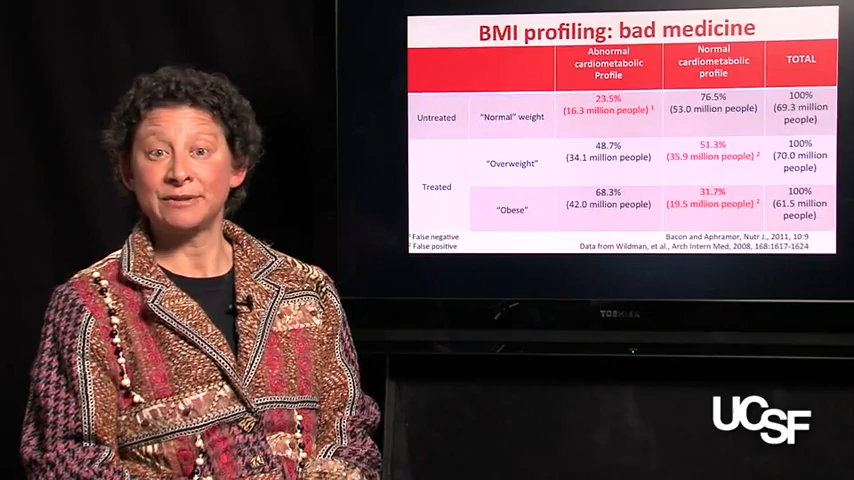 BMI profiling: bad medicine
Abnormal cardiometabolic Profile
Normal cardiometabolic profile
TOTAL
Untreated
"Normal" weight
23.5%
(16.3 million people) 1
76.5%
(53.0 million people)
100%
(69.3 million people)
Treated
"Overweight"
48.7%
(34.1 million people)
51.3%
(35.9 million people) 2
100%
(70.0 million people)
"Obese"
68.3%
(42.0 million people)
31.7%
(19.5 million people) 2
100%
(61.5 million people)
1 False negative
2 False positive
Bacon and Aphramor, Nutr J., 2011, 10:9
Data from Wildman, et al., Arch Intern Med, 2008, 168:1617-1624
TOSHIBA
UCSF